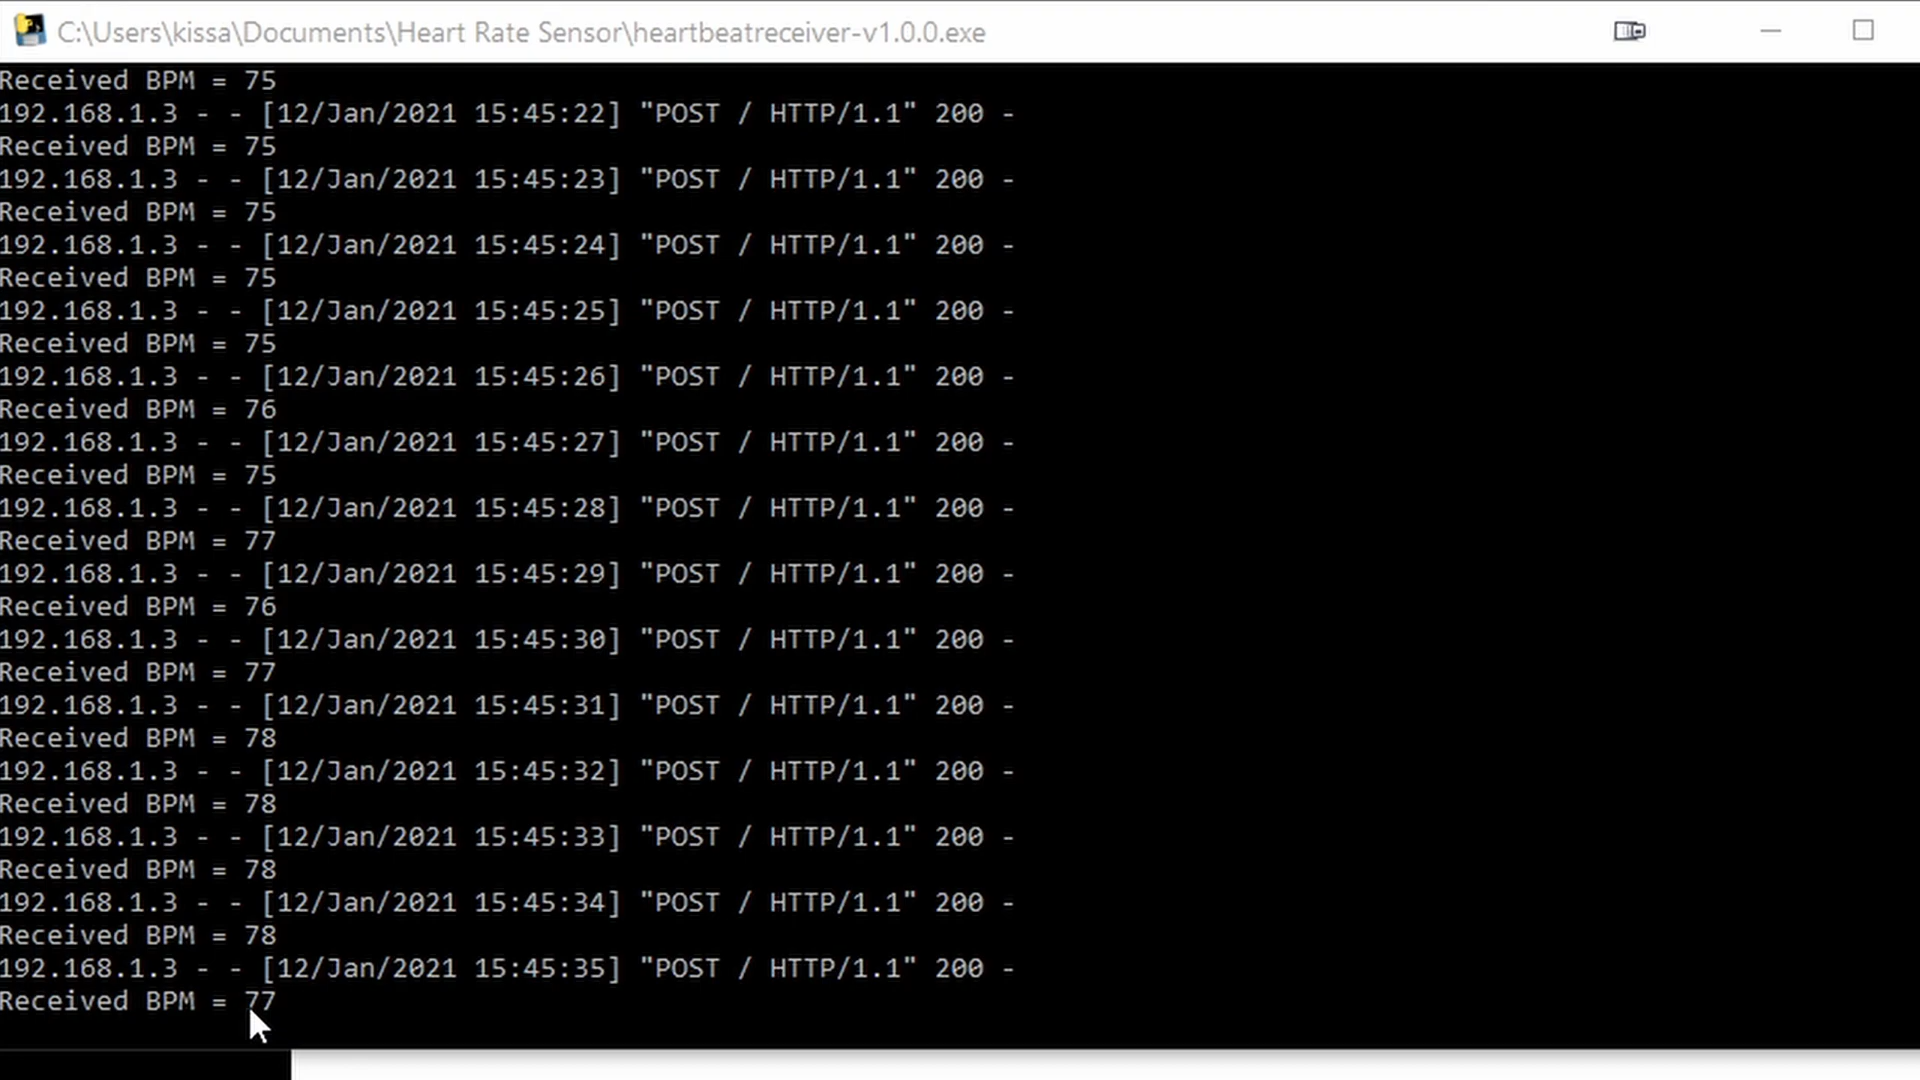 C:\Users\kissa\Documents\Heart Rate Sensor\heartbeatreceiver-v1.0.0.exe
Received BPM = 75
192.168.1.3 - - [12/Jan/2021 15:45:22] "POST / HTTP/1.1" 200 -
Received BPM = 75
192.168.1.3 - - [12/Jan/2021 15:45:23] "POST / HTTP/1.1" 200 -
Received BPM = 75
192.168.1.3 - - [12/Jan/2021 15:45:24] "POST / HTTP/1.1" 200 -
Received BPM = 75
192.168.1.3 - - [12/Jan/2021 15:45:25] "POST / HTTP/1.1" 200 -
Received BPM = 75
192.168.1.3 - - [12/Jan/2021 15:45:26] "POST / HTTP/1.1" 200 -
Received BPM = 76
192.168.1.3 - - [12/Jan/2021 15:45:27] "POST / HTTP/1.1" 200 -
Received BPM = 75
192.168.1.3 - - [12/Jan/2021 15:45:28] "POST / HTTP/1.1" 200 -
Received BPM = 77
192.168.1.3 - - [12/Jan/2021 15:45:29] "POST / HTTP/1.1" 200 -
Received BPM = 76
192.168.1.3 - - [12/Jan/2021 15:45:30] "POST / HTTP/1.1" 200 -
Received BPM = 77
192.168.1.3 - - [12/Jan/2021 15:45:31] "POST / HTTP/1.1" 200 -
Received BPM = 78
192.168.1.3 - - [12/Jan/2021 15:45:32] "POST / HTTP/1.1" 200 -
Received BPM = 78
192.168.1.3 - - [12/Jan/2021 15:45:33] "POST / HTTP/1.1" 200 -
Received BPM = 78
192.168.1.3 - - [12/Jan/2021 15:45:34] "POST / HTTP/1.1" 200 -
Received BPM = 78
192.168.1.3 - - [12/Jan/2021 15:45:35] "POST / HTTP/1.1" 200 -
Received BPM = 77